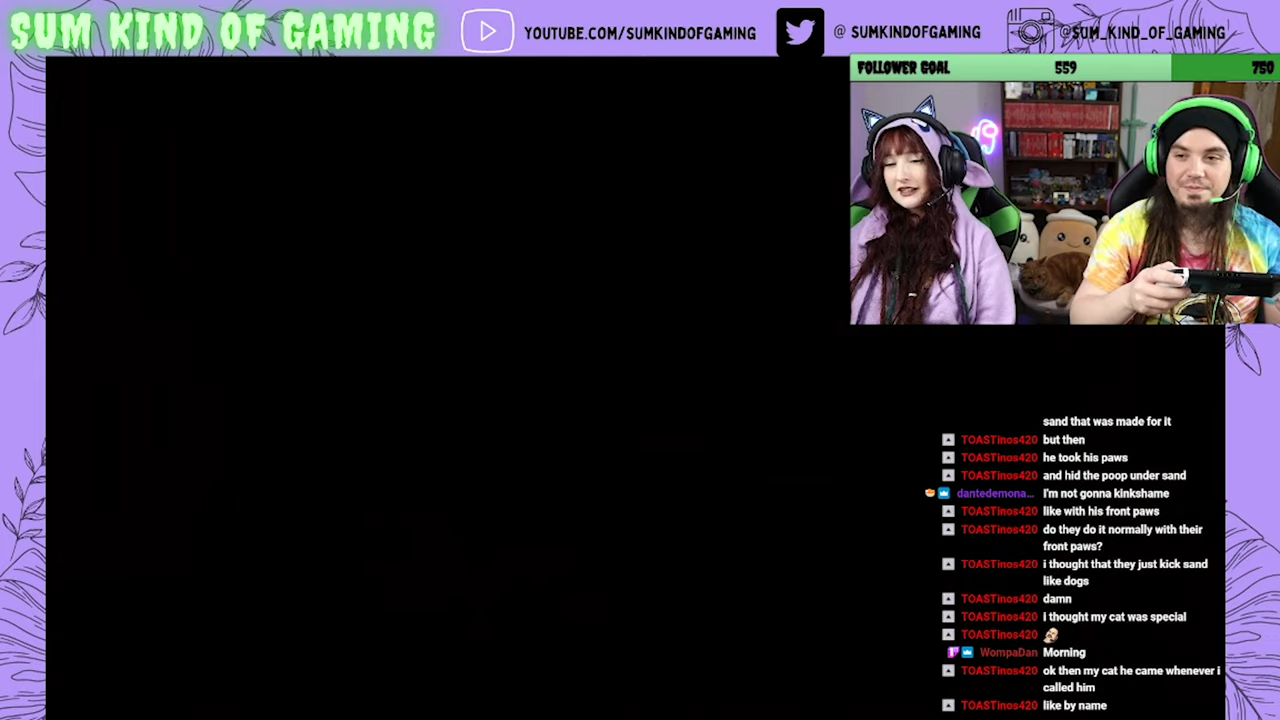 SUM KIND OF GAMING
YOUTUBE.COM/SUMKINDOFGAMING
@ SUMKINDOFGAMING
@SUM_KIND_OF_GAMING
FOLLOWER GOAL 559 750
sand that was made for it
TOASTinos420 but then
TOASTinos420 he took his paws
TOASTinos420 and hid the poop under sand
dantedemona... I'm not gonna kinkshame
TOASTinos420 like with his front paws
TOASTinos420 do they do it normally with their
front paws?
TOASTinos420 i thought that they just kick sand
like dogs
TOASTinos420 damn
TOASTinos420 i thought my cat was special
TOASTinos420
WompaDan Morning
TOASTinos420 ok then my cat he came whenever i
called him
TOASTinos420 like by name